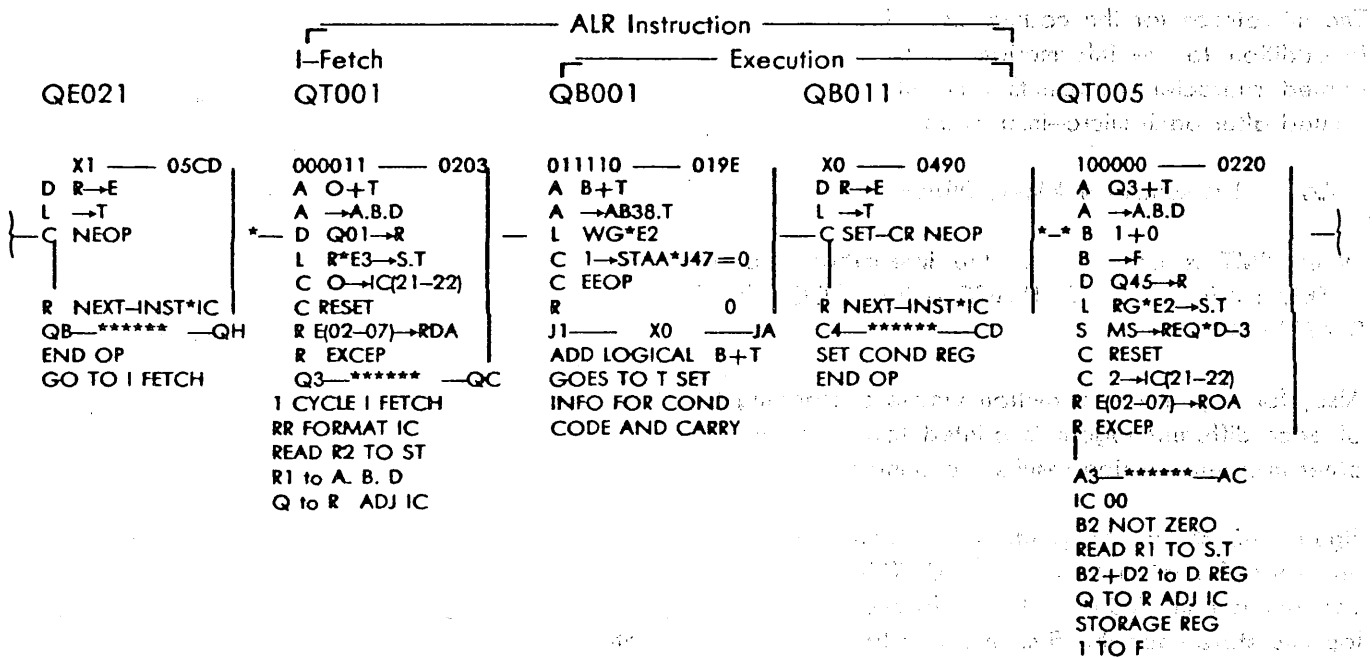 ALR Instruction
I–Fetch
Execution
QE021
X1 —— 05CD
D R→E
L →T
C NEOP
R NEXT–INST*IC
QB—******—QH
END OP
GO TO I FETCH
QT001
000011 —— 0203
A O+T
A →A.B.D
*— D Q01→R
L R*E3→S.T
C O→IC(21–22)
C RESET
R E(02–07)→RDA
R EXCEP
Q3—******—QC
1 CYCLE I FETCH
RR FORMAT IC
READ R2 TO ST
R1 to A. B. D
Q to R ADJ IC
QB001
011110 —— 019E
A B+T
A →AB38.T
L WG*E2
C 1→STAA*J47=0
C EEOP
R 0
J1—— X0 ——JA
ADD LOGICAL B+T
GOES TO T SET
INFO FOR COND
CODE AND CARRY
QB011
X0 —— 0490
D R→E
L →T
C SET–CR NEOP
R NEXT–INST*IC
C4—******—CD
SET COND REG
END OP
QT005
100000 —— 0220
A Q3+T
A →A.B.D
*–* B 1+0
B →F
D Q45→R
L RG*E2→S.T
S MS→REQ*D–3
C RESET
C 2→IC(21–22)
R E(02–07)→ROA
R EXCEP
A3—******—AC
IC 00
B2 NOT ZERO
READ R1 TO S.T
B2+D2 to D REG
Q TO R ADJ IC
STORAGE REG
1 TO F